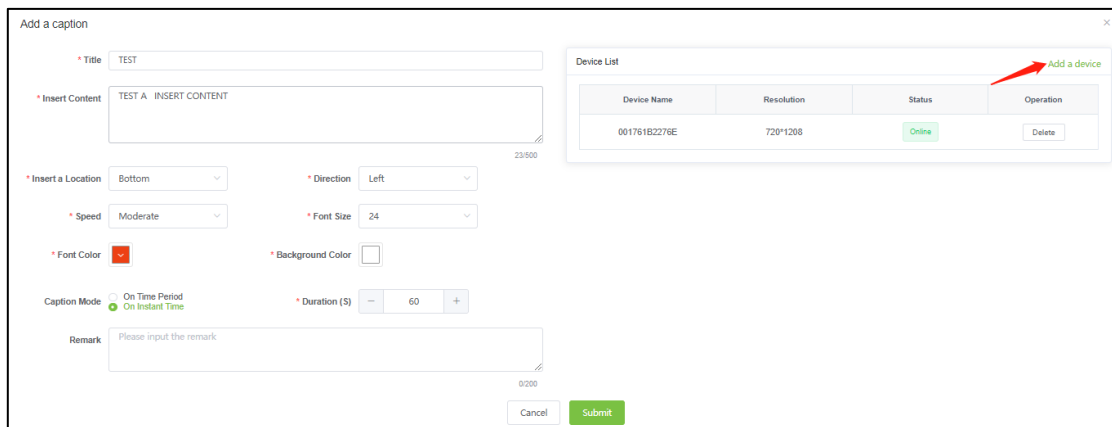 Add a caption
* Title TEST
* Insert Content TEST A INSERT CONTENT
23/500
* Insert a Location Bottom * Direction Left
* Speed Moderate * Font Size 24
* Font Color * Background Color
Caption Mode On Time Period
On Instant Time
* Duration (S) − 60 +
Remark Please input the remark
0/200
Device List Add a device
Device Name Resolution Status Operation
001761B2276E 720*1208 Online Delete
Cancel Submit